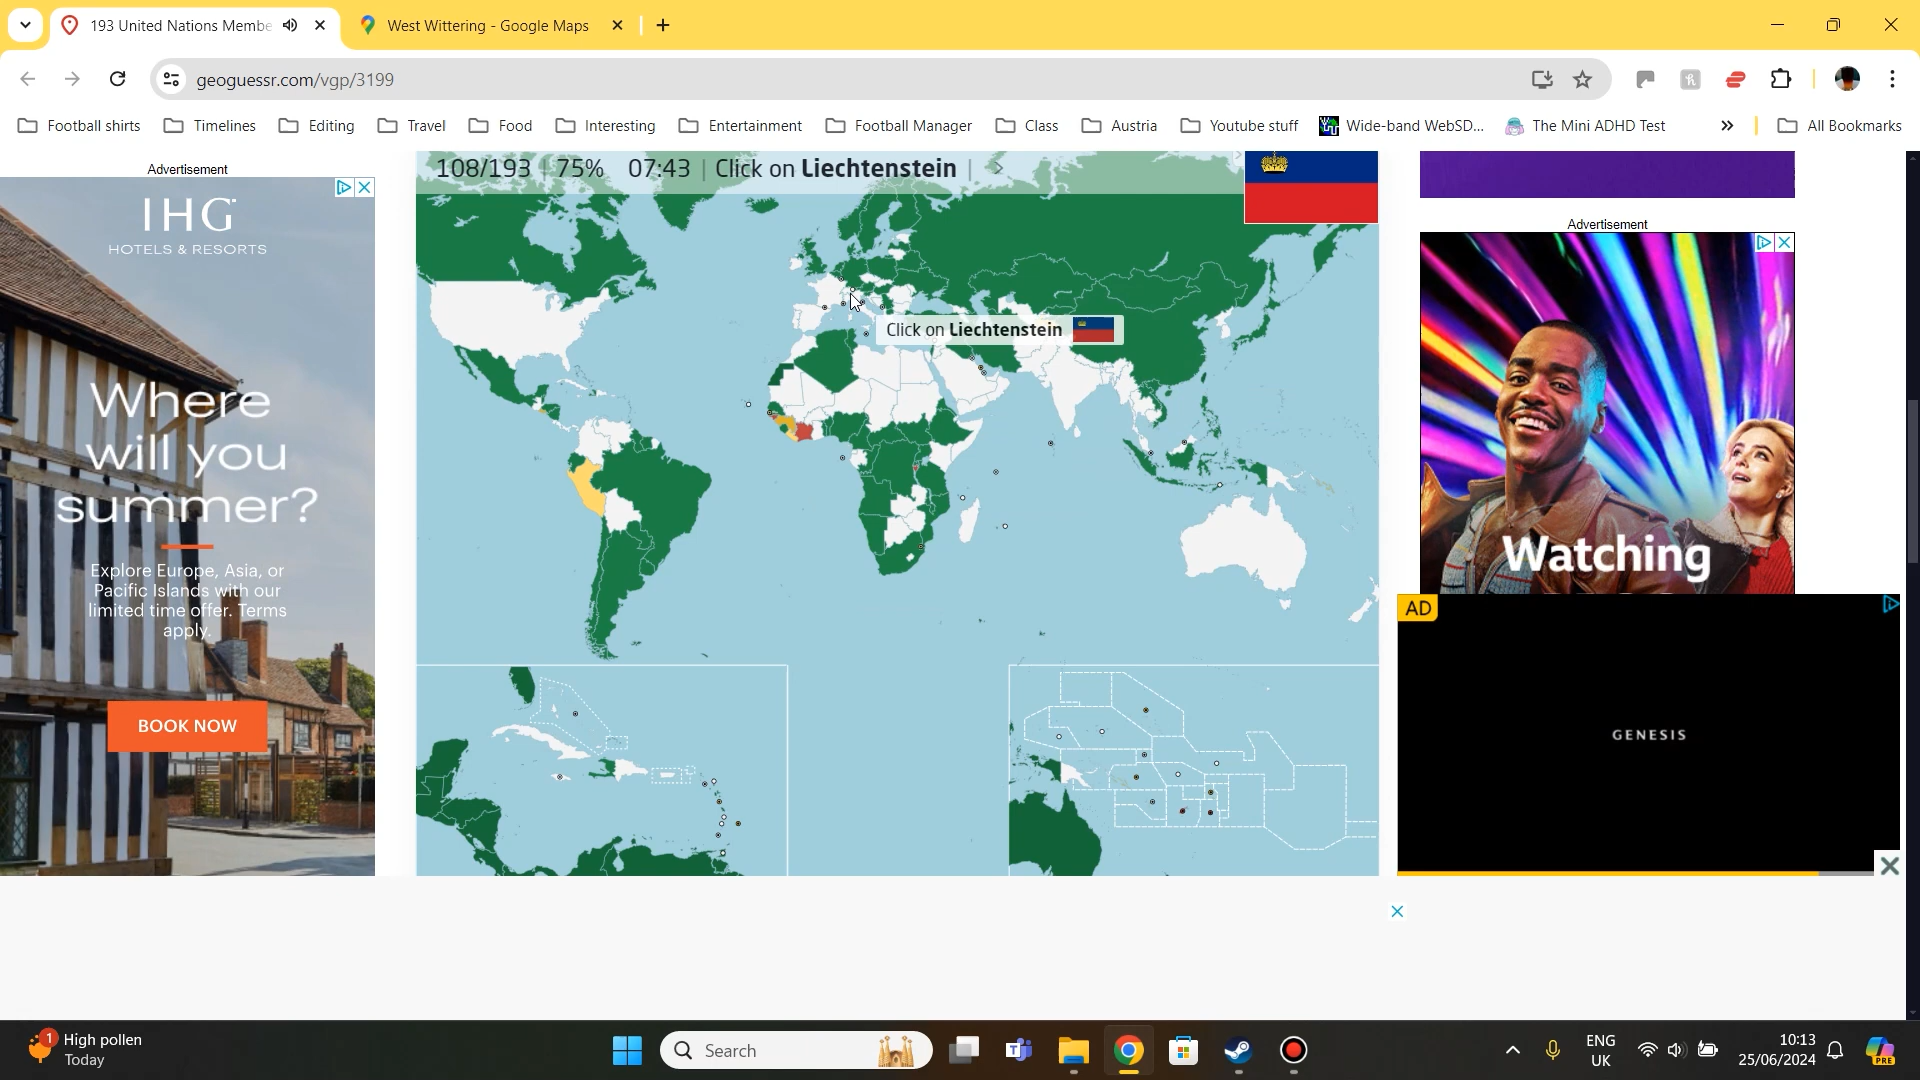 193 United Nations Membe
West Wittering - Google Maps
geoguessr.com/vgp/3199
Football shirts
Timelines
Editing
Travel
Food
Interesting
Entertainment
Football Manager
Class
Austria
Youtube stuff
Wide-band WebSD...
The Mini ADHD Test
All Bookmarks
Advertisement
IHG
HOTELS & RESORTS
Where
will you
summer?
Explore Europe, Asia, or
Pacific Islands with our
limited time offer. Terms
apply.
BOOK NOW
108/193 | 75% 07:43 | Click on Liechtenstein |
Click on Liechtenstein
Advertisement
Watching
AD
GENESIS
1
High pollen
Today
Search
ENG
UK
10:13
25/06/2024
PRE